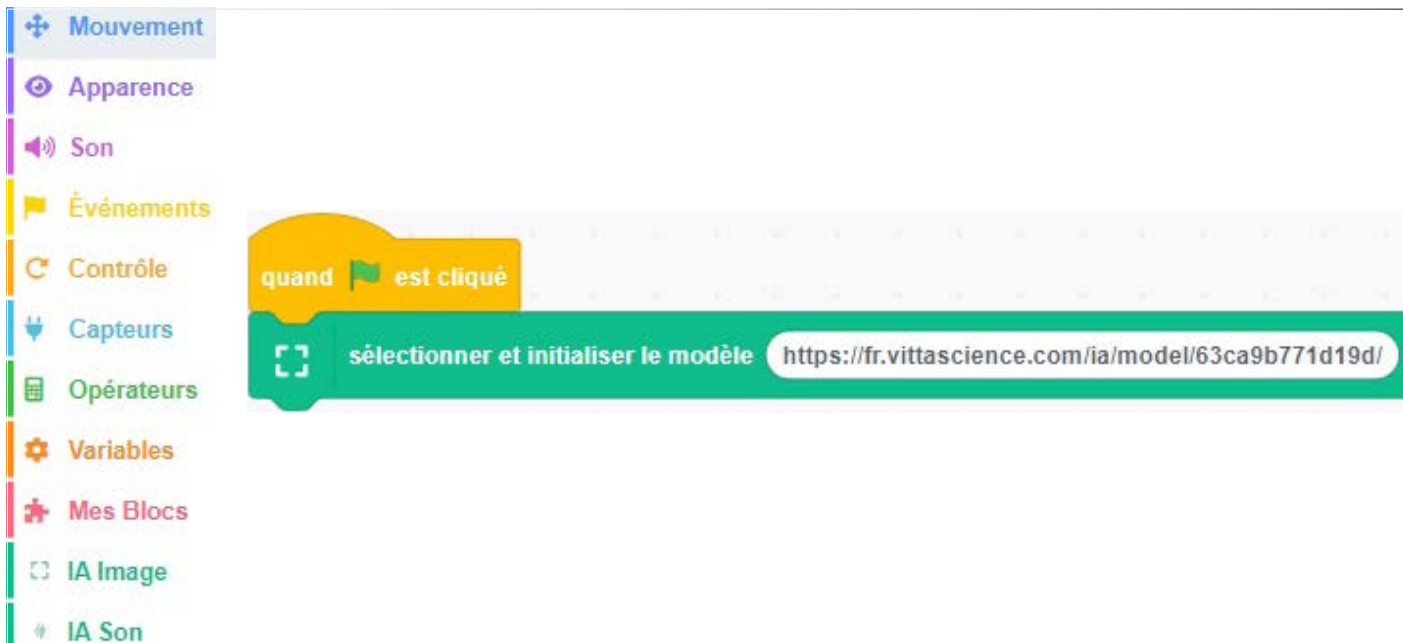 Mouvement
Apparence
Son
Événements
Contrôle
Capteurs
Opérateurs
Variables
Mes Blocs
IA Image
IA Son
quand est cliqué
sélectionner et initialiser le modèle https://fr.vittascience.com/ia/model/63ca9b771d19d/